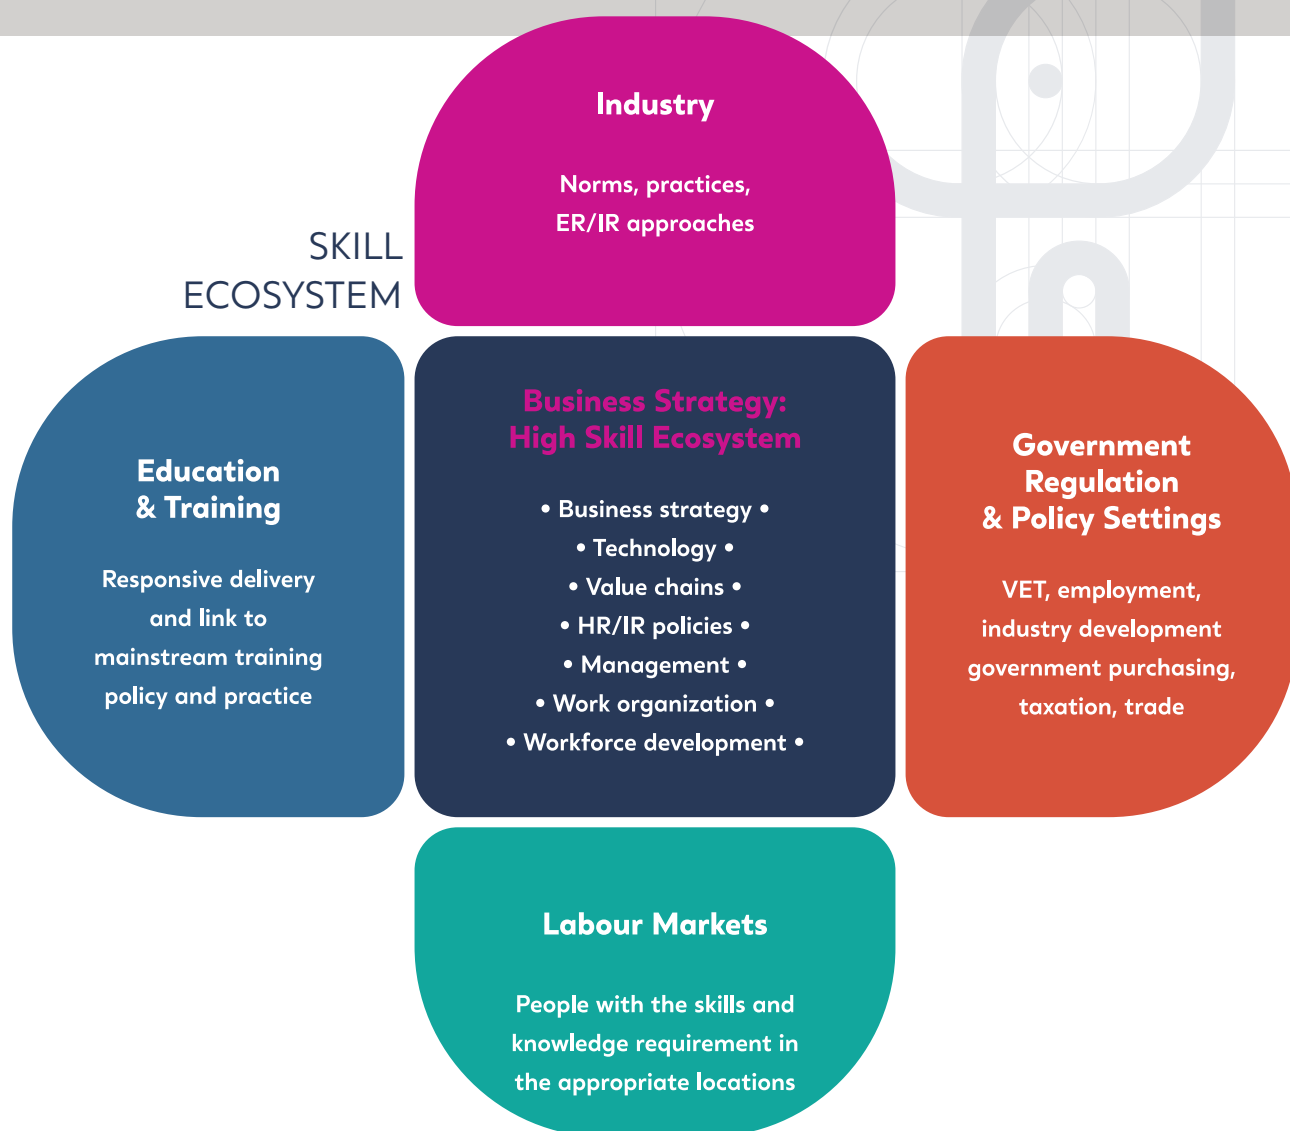 Industry
Norms, practices,
ER/IR approaches
SKILL
ECOSYSTEM
Education
& Training
Responsive delivery
and link to
mainstream training
policy and practice
Business Strategy:
High Skill Ecosystem
• Business strategy •
• Technology •
• Value chains •
• HR/IR policies •
• Management •
• Work organization •
• Workforce development •
Government
Regulation
& Policy Settings
VET, employment,
industry development
government purchasing,
taxation, trade
Labour Markets
People with the skills and
knowledge requirement in
the appropriate locations